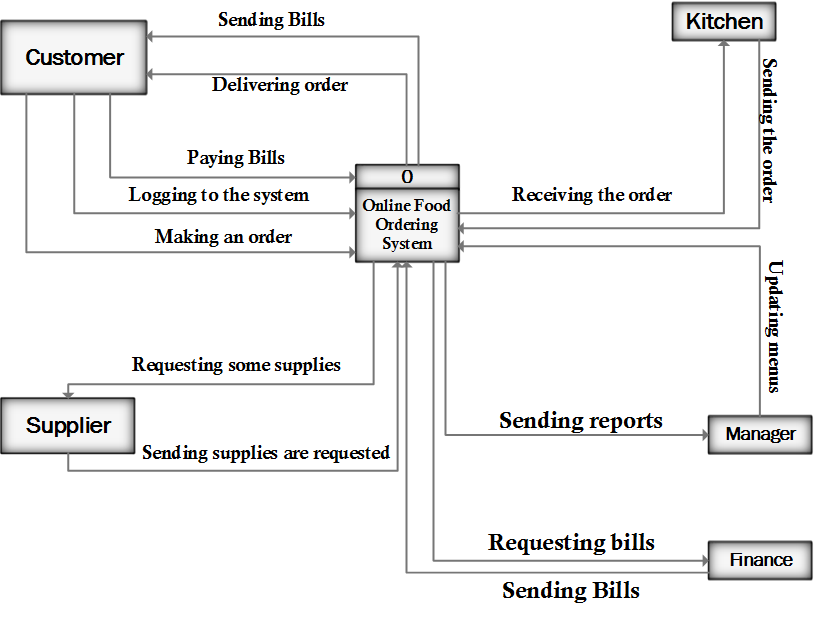 Sending Bills
Kitchen
Customer
Delivering order
Sending the order
Paying Bills
0
Logging to the system
Receiving the order
Online Food
Ordering
System
Making an order
Updating menus
Requesting some supplies
Supplier
Sending reports
Manager
Sending supplies are requested
Requesting bills
Finance
Sending Bills